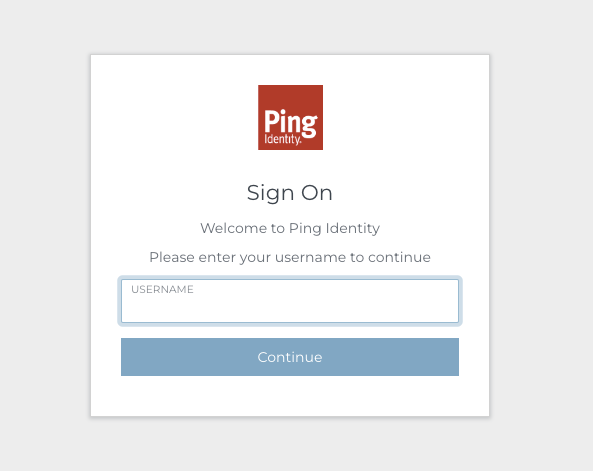 Ping
Identity.
Sign On
Welcome to Ping Identity
Please enter your username to continue
USERNAME
Continue